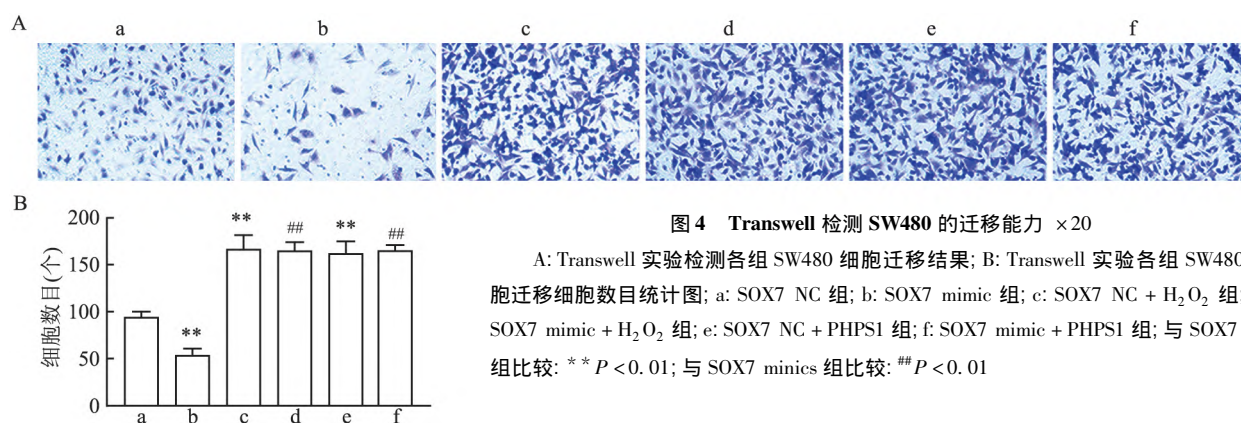 A
a b c d e f
B
200
150
100
50
0
细胞数目(个)
** ** ## ** ##
a b c d e f
图 4 Transwell 检测 SW480 的迁移能力 ×20
A: Transwell 实验检测各组 SW480 细胞迁移结果; B: Transwell 实验各组 SW480
胞迁移细胞数目统计图; a: SOX7 NC 组; b: SOX7 mimic 组; c: SOX7 NC + H₂O₂ 组
SOX7 mimic + H₂O₂ 组; e: SOX7 NC + PHPS1 组; f: SOX7 mimic + PHPS1 组; 与 SOX7
组比较: **P < 0. 01; 与 SOX7 minics 组比较: ##P < 0. 01